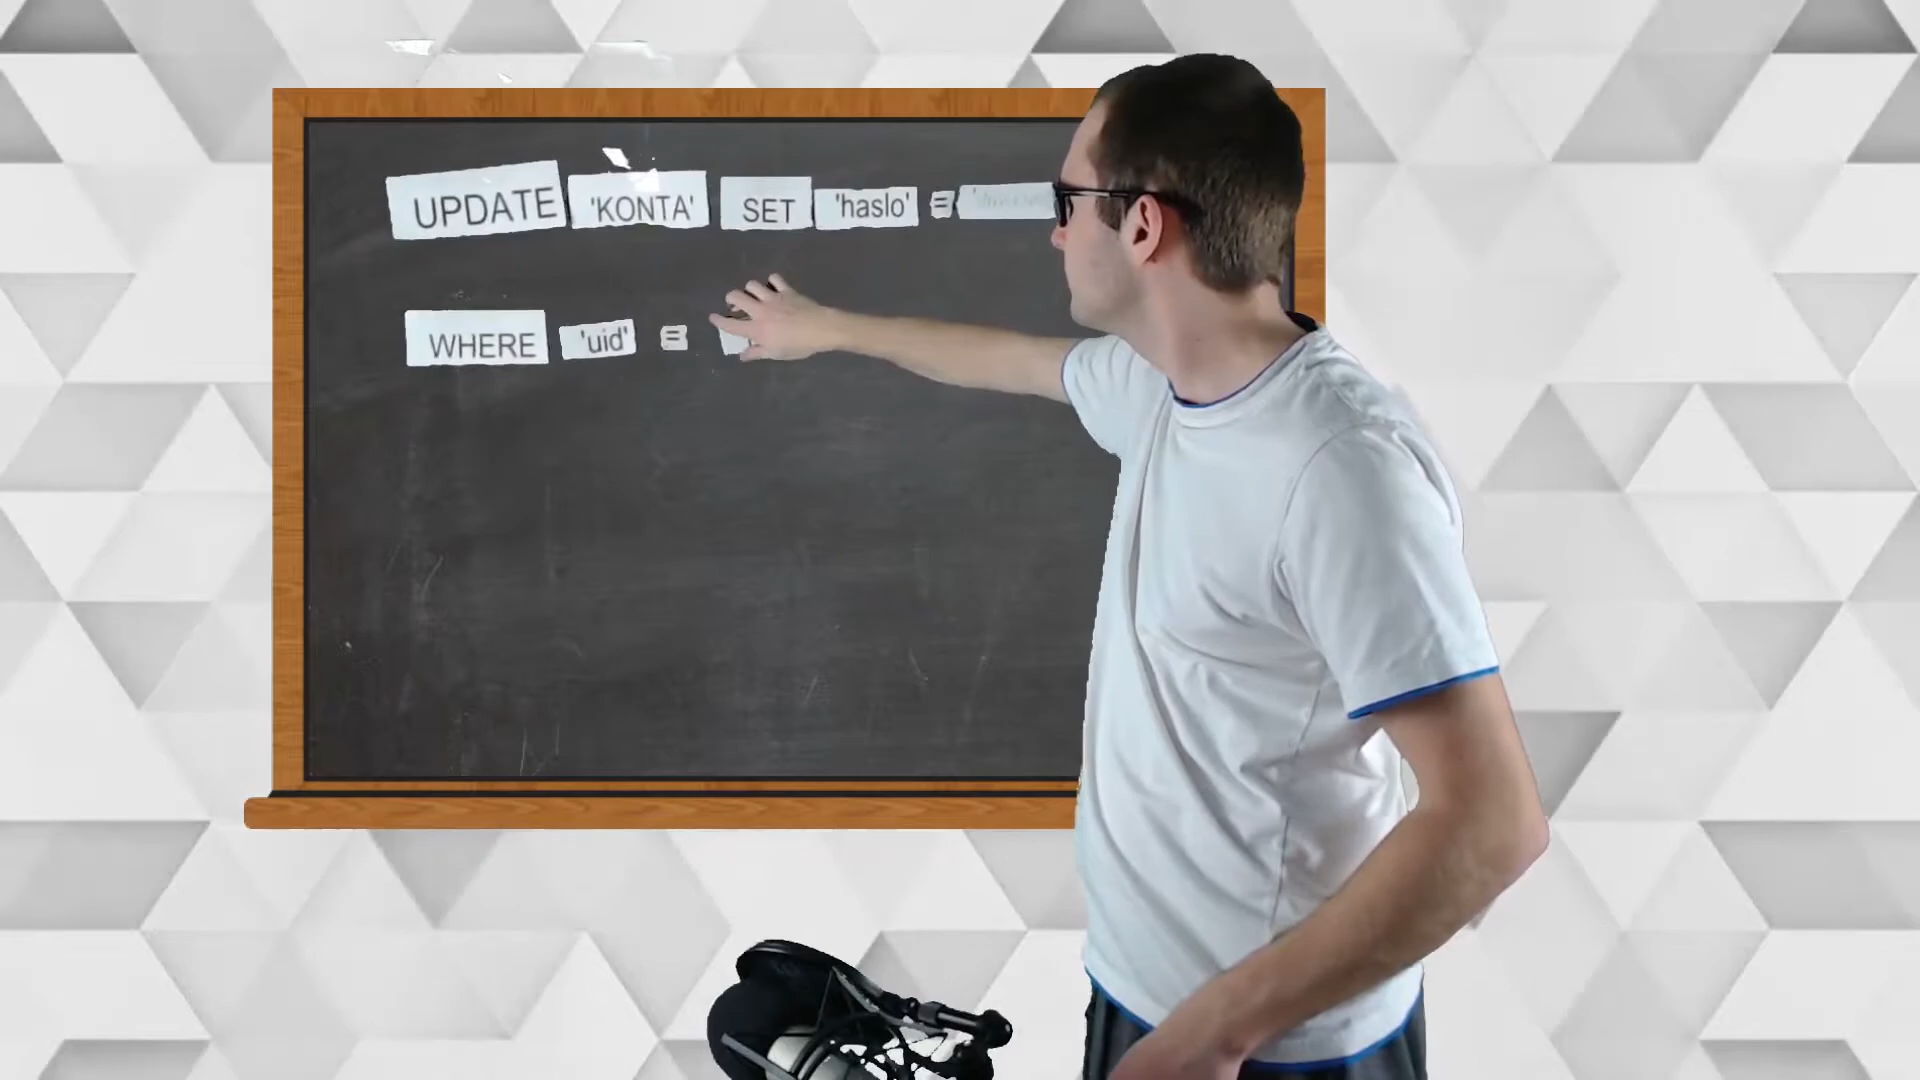 UPDATE 'KONTA' SET 'haslo' =
WHERE 'uid' =